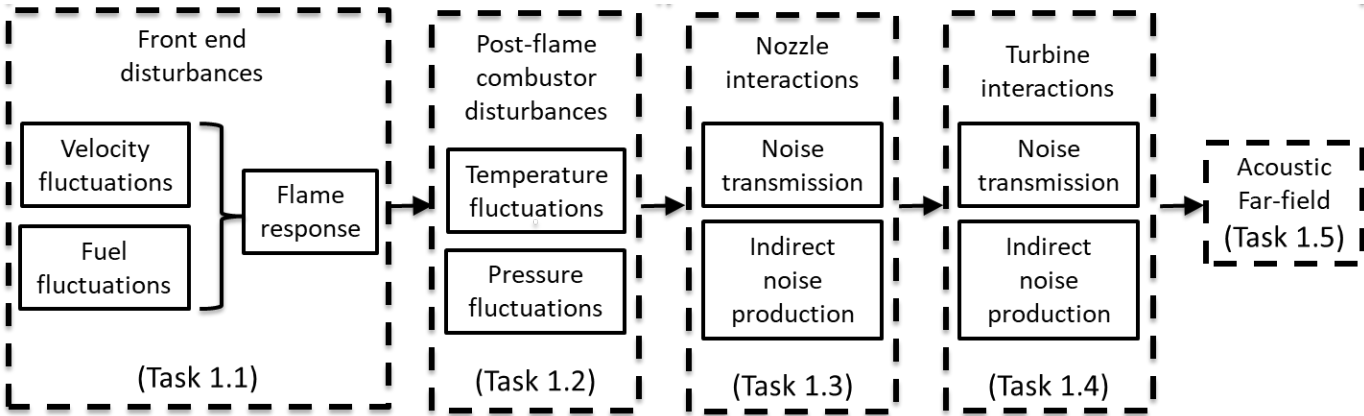 Front end
disturbances
Velocity
fluctuations
Fuel
fluctuations
Flame
response
(Task 1.1)
Post-flame
combustor
disturbances
Temperature
fluctuations
Pressure
fluctuations
(Task 1.2)
Nozzle
interactions
Noise
transmission
Indirect
noise
production
(Task 1.3)
Turbine
interactions
Noise
transmission
Indirect
noise
production
(Task 1.4)
Acoustic
Far-field
(Task 1.5)